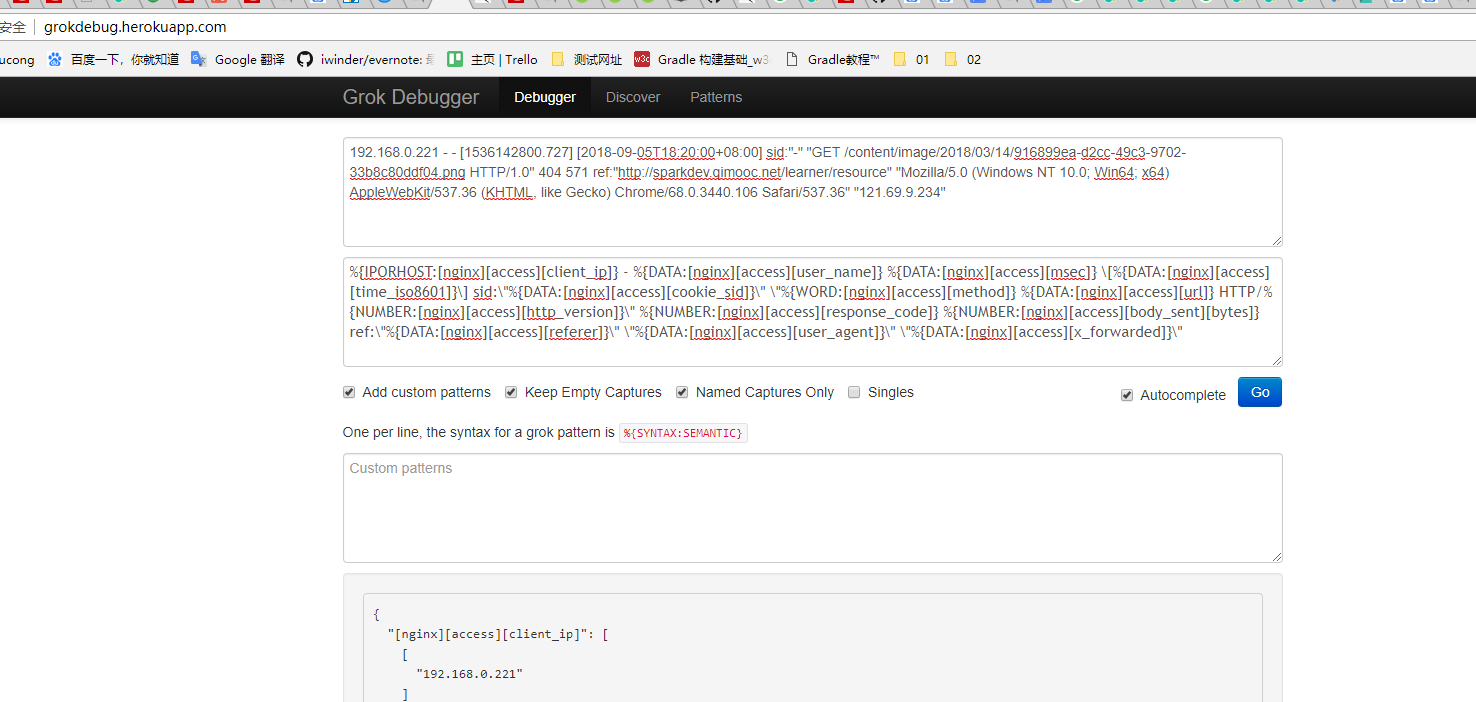 安全 grokdebug.herokuapp.com
ucong 百度一下，你就知道 Google 翻译 iwinder/evernote: 主页 | Trello 测试网址 w3c Gradle 构建基础_w3 Gradle教程™ 01 02
Grok Debugger Debugger Discover Patterns
192.168.0.221 - - [1536142800.727] [2018-09-05T18:20:00+08:00] sid:"-" "GET /content/image/2018/03/14/916899ea-d2cc-49c3-9702-
33b8c80ddf04.png HTTP/1.0" 404 571 ref:"http://sparkdev.qimooc.net/learner/resource" "Mozilla/5.0 (Windows NT 10.0; Win64; x64)
AppleWebKit/537.36 (KHTML, like Gecko) Chrome/68.0.3440.106 Safari/537.36" "121.69.9.234"
%{IPORHOST:[nginx][access][client_ip]} - %{DATA:[nginx][access][user_name]} %{DATA:[nginx][access][msec]} \[%{DATA:[nginx][access]
[time_iso8601]}\] sid:\"%{DATA:[nginx][access][cookie_sid]}\" \"%{WORD:[nginx][access][method]} %{DATA:[nginx][access][url]} HTTP/%
{NUMBER:[nginx][access][http_version]}\" %{NUMBER:[nginx][access][response_code]} %{NUMBER:[nginx][access][body_sent][bytes]}
ref:\"%{DATA:[nginx][access][referer]}\" \"%{DATA:[nginx][access][user_agent]}\" \"%{DATA:[nginx][access][x_forwarded]}\"
Add custom patterns Keep Empty Captures Named Captures Only Singles Autocomplete Go
One per line, the syntax for a grok pattern is %{SYNTAX:SEMANTIC}
Custom patterns
{
"[nginx][access][client_ip]": [
[
"192.168.0.221"
]